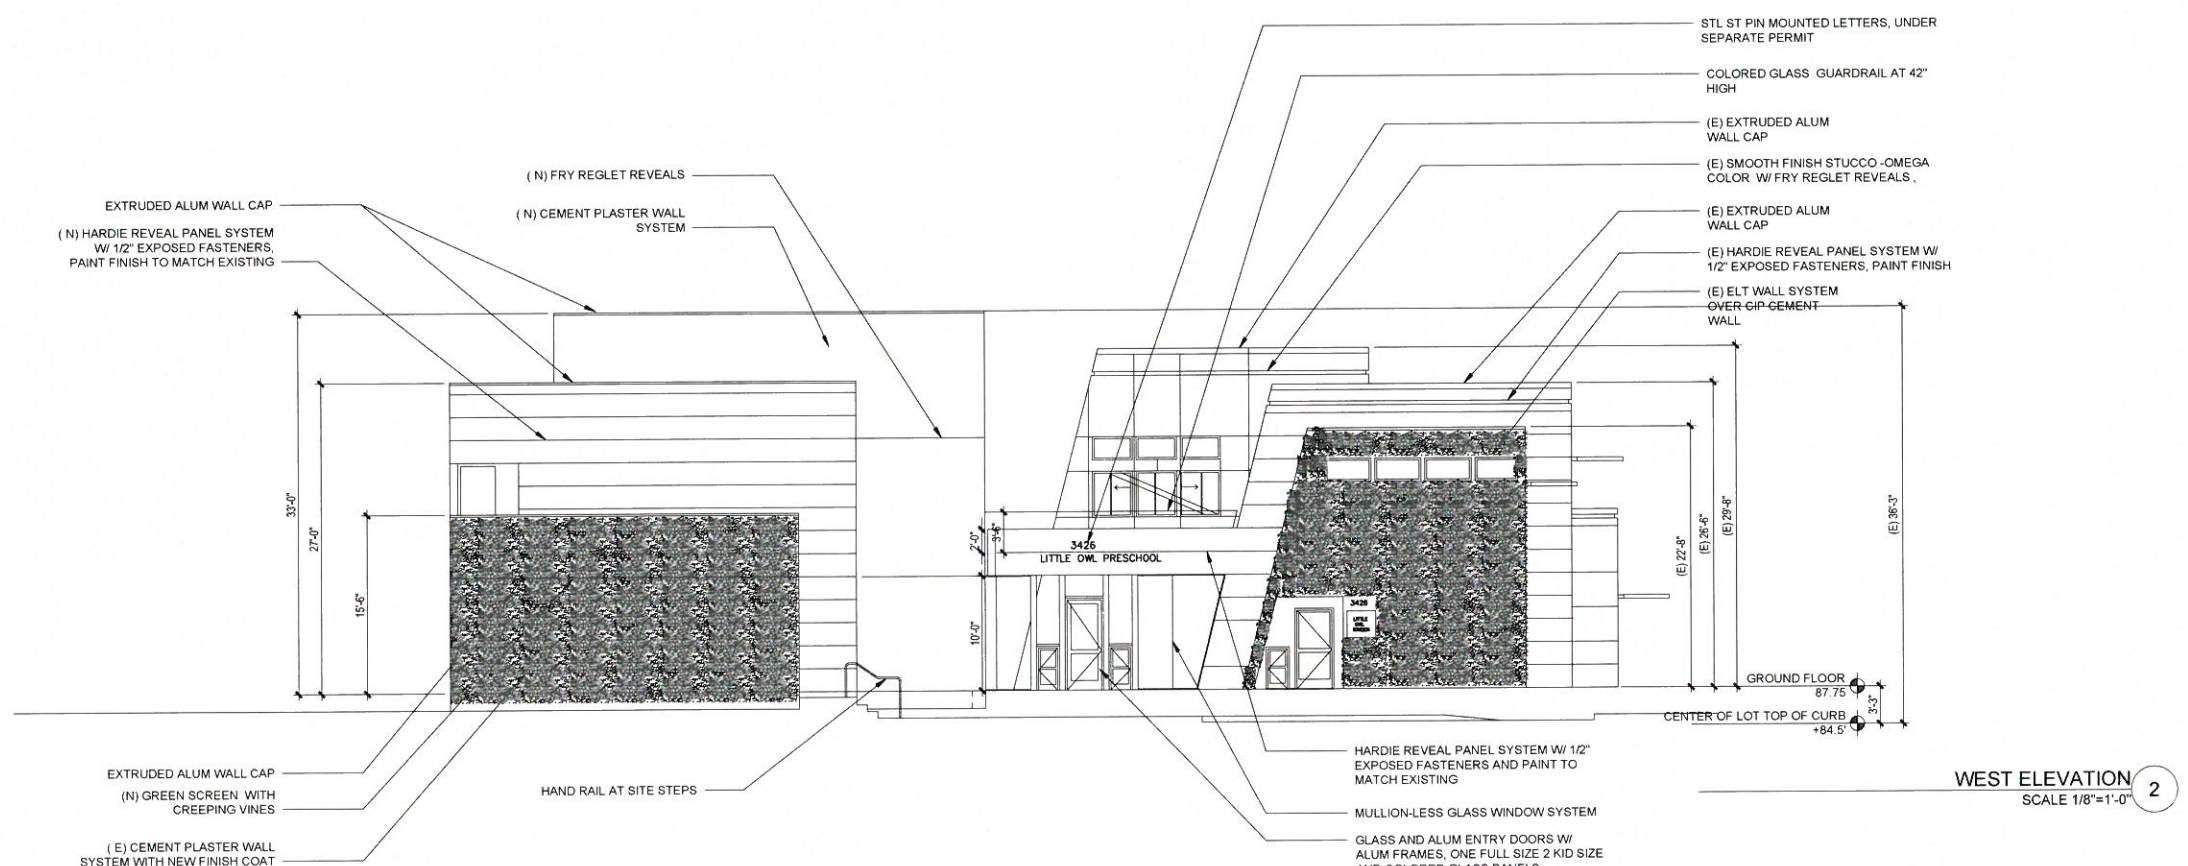 STL ST PIN MOUNTED LETTERS, UNDER
SEPARATE PERMIT
COLORED GLASS GUARDRAIL AT 42"
HIGH
(E) EXTRUDED ALUM
WALL CAP
(E) SMOOTH FINISH STUCCO -OMEGA
COLOR W/ FRY REGLET REVEALS ,
(E) EXTRUDED ALUM
WALL CAP
(E) HARDIE REVEAL PANEL SYSTEM W/
1/2" EXPOSED FASTENERS, PAINT FINISH
(E) ELT WALL SYSTEM
OVER CIP CEMENT
WALL
( N) FRY REGLET REVEALS
( N) CEMENT PLASTER WALL
SYSTEM
EXTRUDED ALUM WALL CAP
( N) HARDIE REVEAL PANEL SYSTEM
W/ 1/2" EXPOSED FASTENERS,
PAINT FINISH TO MATCH EXISTING
33'-0"
27'-0"
15'-6"
2'-0"
3'-6"
10'-0"
3426
LITTLE OWL PRESCHOOL
3426
LITTLE
OWL
(E) 22'-8"
(E) 26'-6"
(E) 29'-8"
(E) 36'-3"
GROUND FLOOR
87.75
3'-3"
CENTER OF LOT TOP OF CURB
+84.5'
EXTRUDED ALUM WALL CAP
(N) GREEN SCREEN WITH
CREEPING VINES
( E) CEMENT PLASTER WALL
SYSTEM WITH NEW FINISH COAT
HAND RAIL AT SITE STEPS
HARDIE REVEAL PANEL SYSTEM W/ 1/2"
EXPOSED FASTENERS AND PAINT TO
MATCH EXISTING
MULLION-LESS GLASS WINDOW SYSTEM
GLASS AND ALUM ENTRY DOORS W/
ALUM FRAMES, ONE FULL SIZE 2 KID SIZE
AND COLORED GLASS PANELS
WEST ELEVATION
SCALE 1/8"=1'-0"
2